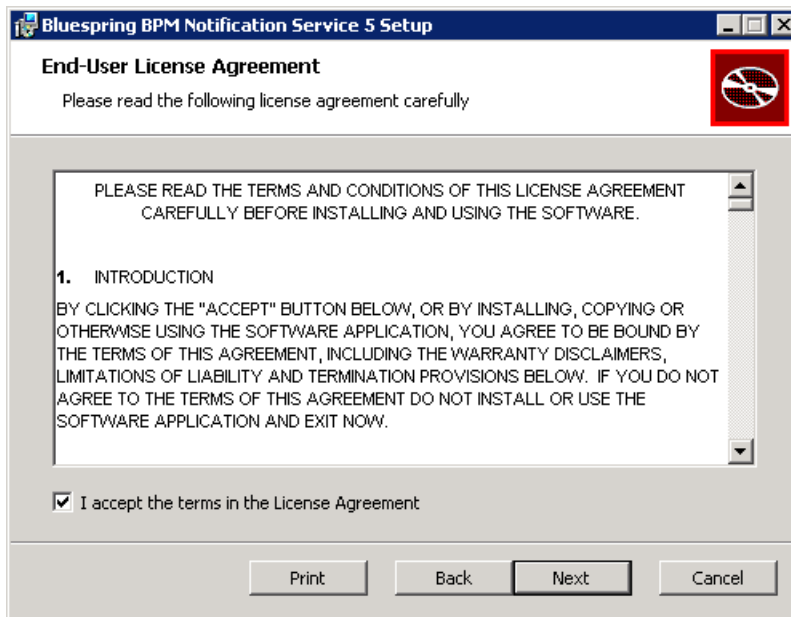 Bluespring BPM Notification Service 5 Setup
End-User License Agreement
Please read the following license agreement carefully
PLEASE READ THE TERMS AND CONDITIONS OF THIS LICENSE AGREEMENT
CAREFULLY BEFORE INSTALLING AND USING THE SOFTWARE.
1. INTRODUCTION
BY CLICKING THE "ACCEPT" BUTTON BELOW, OR BY INSTALLING, COPYING OR
OTHERWISE USING THE SOFTWARE APPLICATION, YOU AGREE TO BE BOUND BY
THE TERMS OF THIS AGREEMENT, INCLUDING THE WARRANTY DISCLAIMERS,
LIMITATIONS OF LIABILITY AND TERMINATION PROVISIONS BELOW. IF YOU DO NOT
AGREE TO THE TERMS OF THIS AGREEMENT DO NOT INSTALL OR USE THE
SOFTWARE APPLICATION AND EXIT NOW.
I accept the terms in the License Agreement
Print Back Next Cancel